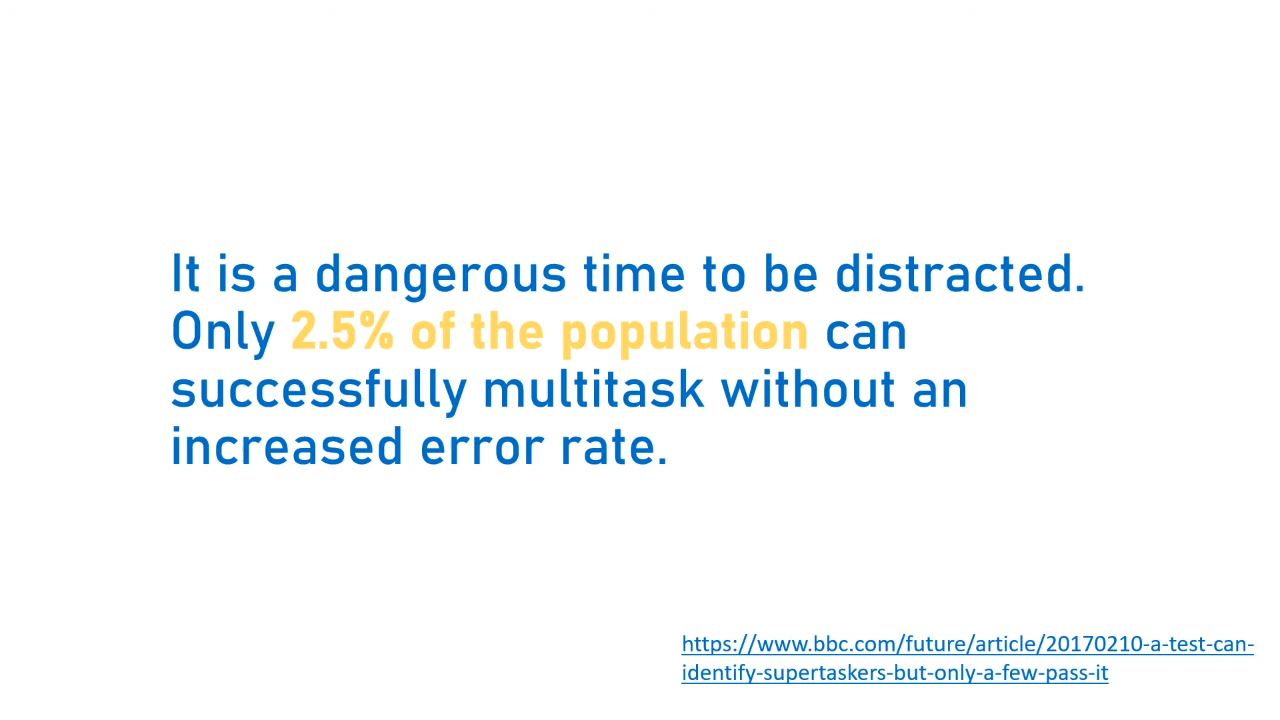 It is a dangerous time to be distracted.
Only 2.5% of the population can
successfully multitask without an
increased error rate.
https://www.bbc.com/future/article/20170210-a-test-can-
identify-supertaskers-but-only-a-few-pass-it